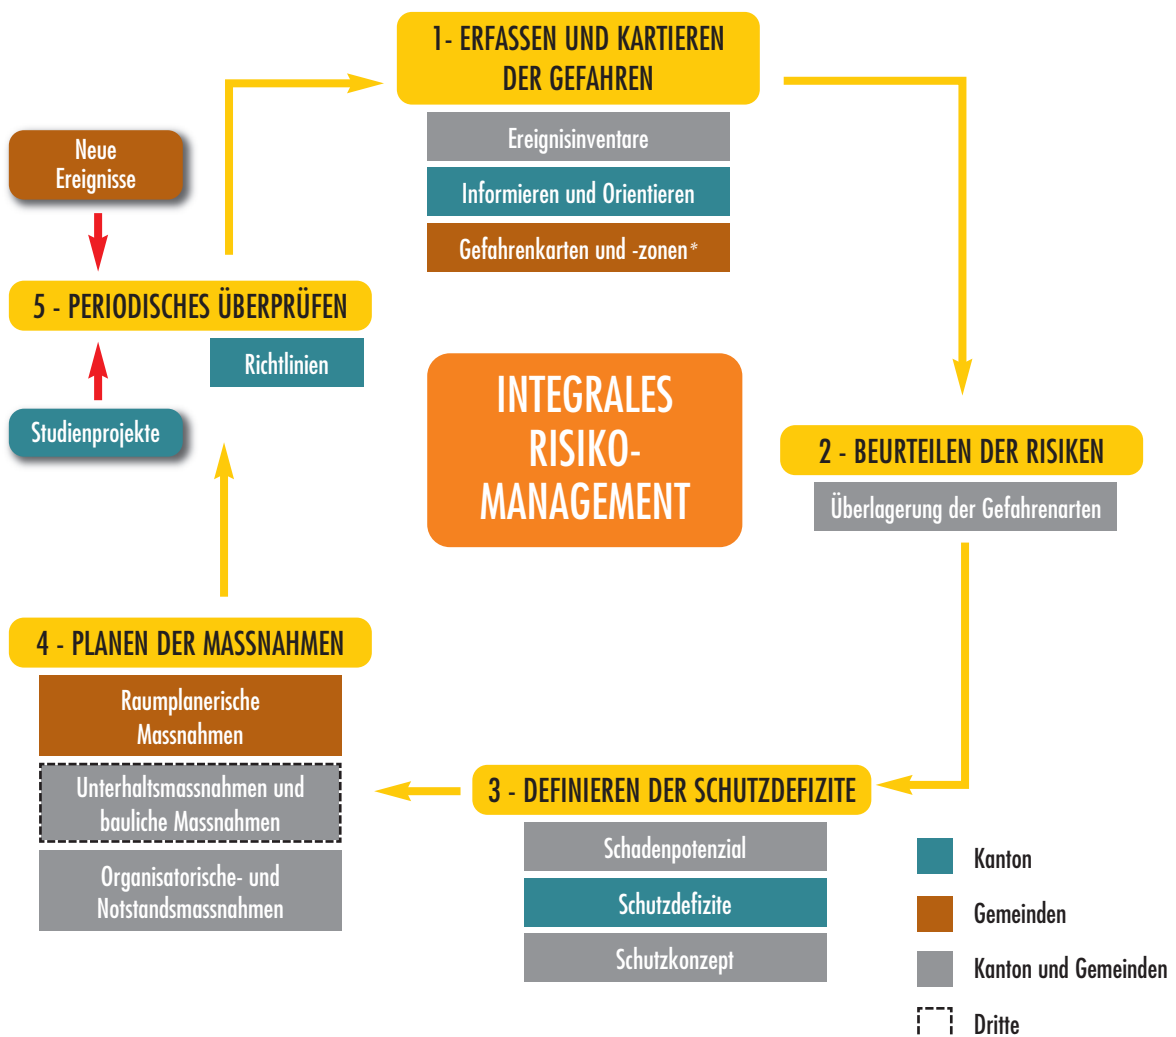 1- ERFASSEN UND KARTIEREN
DER GEFAHREN
Ereignisinventare
Informieren und Orientieren
Gefahrenkarten und -zonen*
Neue
Ereignisse
5 - PERIODISCHES ÜBERPRÜFEN
Richtlinien
Studienprojekte
INTEGRALES
RISIKO-
MANAGEMENT
2 - BEURTEILEN DER RISIKEN
Überlagerung der Gefahrenarten
4 - PLANEN DER MASSNAHMEN
Raumplanerische
Massnahmen
Unterhaltsmassnahmen und
bauliche Massnahmen
Organisatorische- und
Notstandsmassnahmen
3 - DEFINIEREN DER SCHUTZDEFIZITE
Schadenpotenzial
Schutzdefizite
Schutzkonzept
Kanton
Gemeinden
Kanton und Gemeinden
Dritte